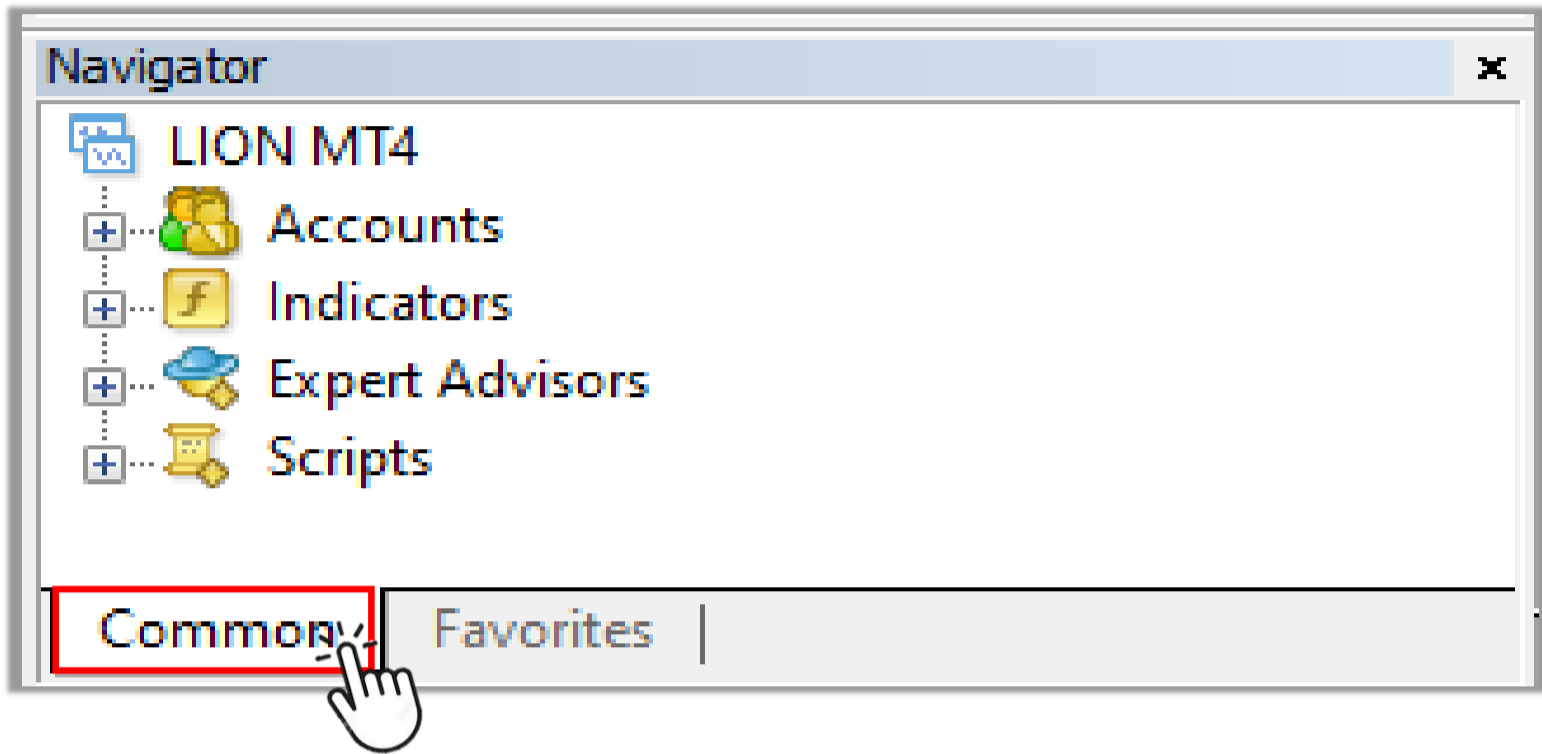 Navigator
LION MT4
Accounts
Indicators
Expert Advisors
Scripts
Common Favorites